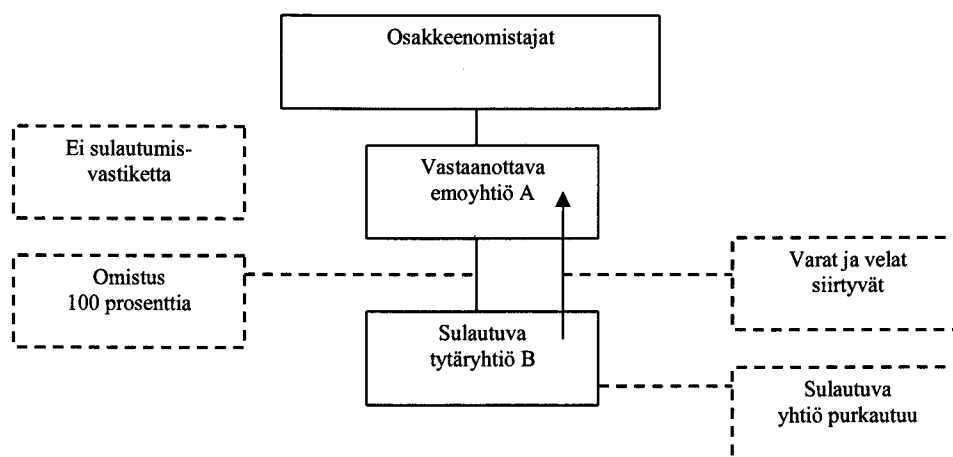 Osakkeenomistajat
Ei sulautumis-
vastiketta
Vastaanottava
emoyhtiö A
Omistus
100 prosenttia
Varat ja velat
siirtyvät
Sulautuva
tytäryhtiö B
Sulautuva
yhtiö purkautuu